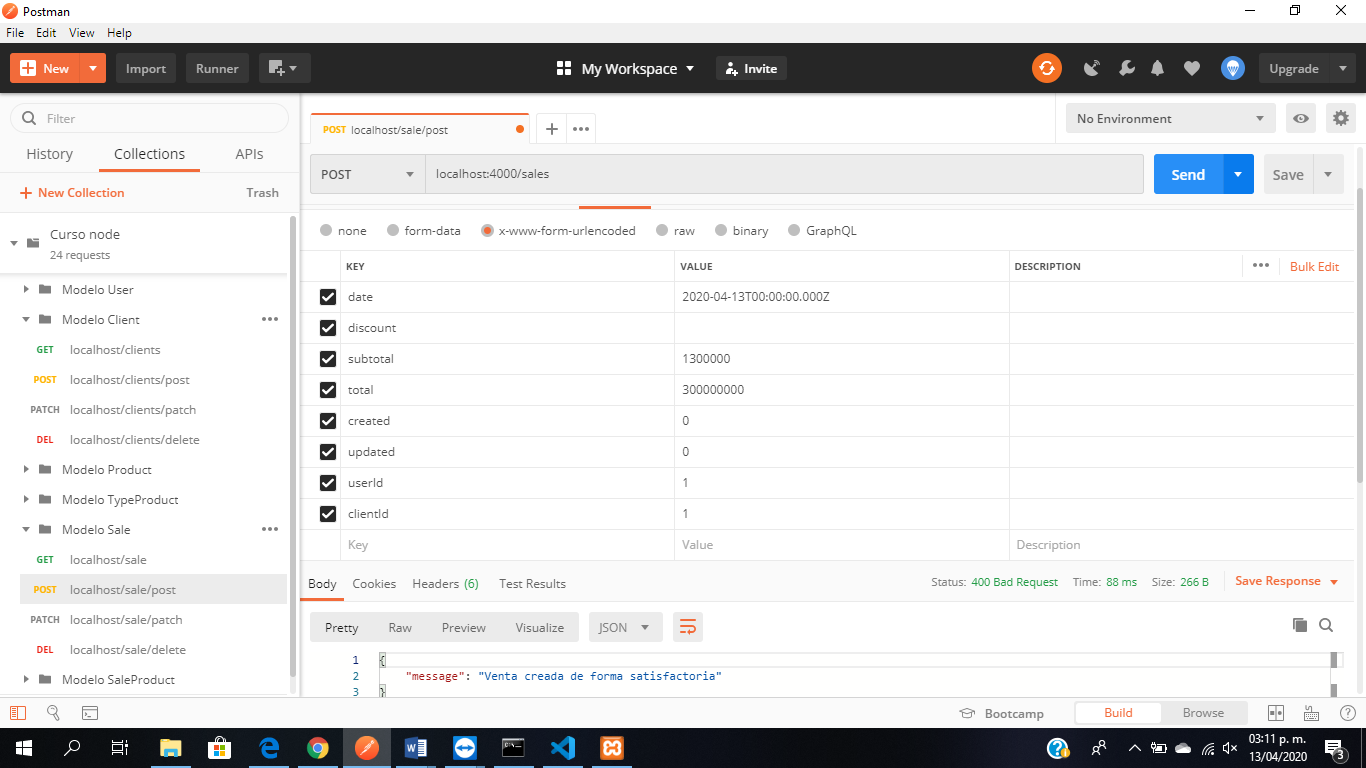 Postman
File Edit View Help
New Import Runner My Workspace Invite Upgrade
Filter
History Collections APIs
New Collection Trash
Curso node
24 requests
Modelo User
Modelo Client
GET localhost/clients
POST localhost/clients/post
PATCH localhost/clients/patch
DEL localhost/clients/delete
Modelo Product
Modelo TypeProduct
Modelo Sale
GET localhost/sale
POST localhost/sale/post
PATCH localhost/sale/patch
DEL localhost/sale/delete
Modelo SaleProduct
POST localhost/sale/post
No Environment
POST localhost:4000/sales Send Save
none form-data x-www-form-urlencoded raw binary GraphQL
KEY VALUE DESCRIPTION Bulk Edit
date 2020-04-13T00:00:00.000Z
discount
subtotal 1300000
total 300000000
created 0
updated 0
userId 1
clientId 1
Key Value Description
Body Cookies Headers (6) Test Results Status: 400 Bad Request Time: 88 ms Size: 266 B Save Response
Pretty Raw Preview Visualize JSON
1 {
2 "message": "Venta creada de forma satisfactoria"
3 }
Bootcamp Build Browse
03:11 p. m.
13/04/2020
3